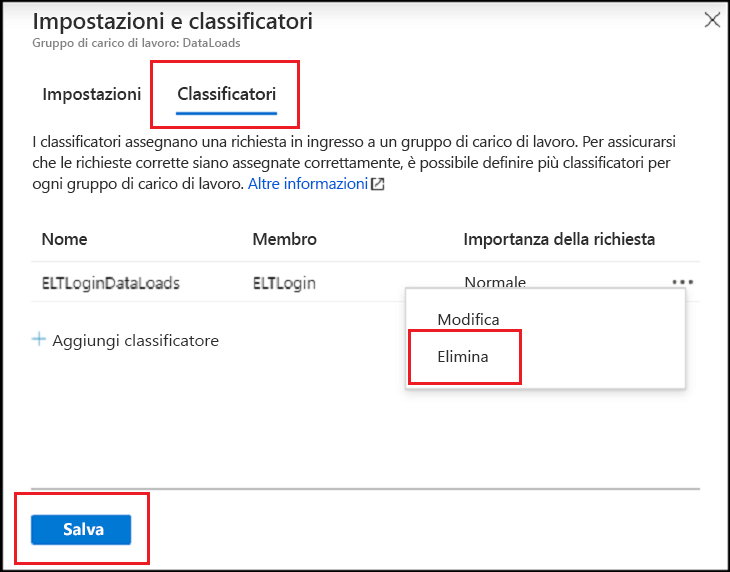 Impostazioni e classificatori
Gruppo di carico di lavoro: DataLoads
Impostazioni Classificatori
I classificatori assegnano una richiesta in ingresso a un gruppo di carico di lavoro. Per assicurarsi
che le richieste corrette siano assegnate correttamente, è possibile definire più classificatori per
ogni gruppo di carico di lavoro. Altre informazioni
Nome Membro Importanza della richiesta
ELTLoginDataLoads ELTLogin Normale
Modifica
+ Aggiungi classificatore
Elimina
Salva